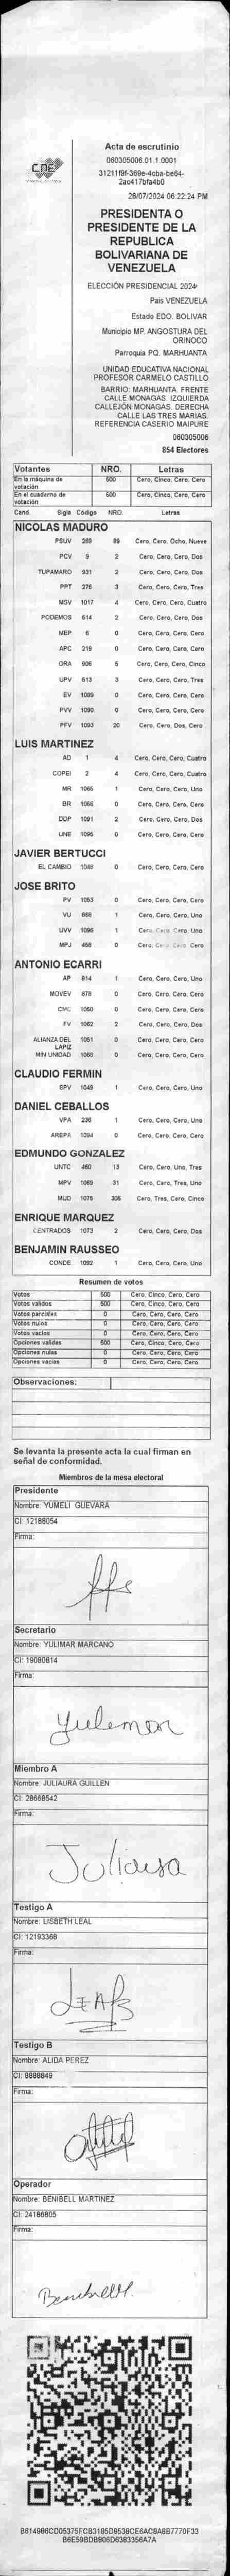 CNE
Acta de escrutinio
060305006.01.1.0001
31211f9f-369e-4cba-be64-
2ac417bfa4b0
28/07/2024 06:22:24 PM
PRESIDENTA O
PRESIDENTE DE LA
REPUBLICA
BOLIVARIANA DE
VENEZUELA
ELECCIÓN PRESIDENCIAL 2024
País VENEZUELA
Estado EDO. BOLIVAR
Municipio MP. ANGOSTURA DEL
ORINOCO
Parroquia PQ. MARHUANTA
UNIDAD EDUCATIVA NACIONAL
PROFESOR CARMELO CASTILLO
BARRIO: MARHUANTA. FRENTE
CALLE MONAGAS. IZQUIERDA
CALLEJÓN MONAGAS. DERECHA
CALLE LAS TRES MARIAS.
REFERENCIA CASERIO MAIPURE
060305006
854 Electores
Votantes NRO. Letras
En la máquina de votación 500 Cero, Cinco, Cero, Cero
En el cuaderno de votación 500 Cero, Cinco, Cero, Cero
Cand. Sigla Código NRO. Letras
NICOLAS MADURO
PSUV 269 89 Cero, Cero, Ocho, Nueve
PCV 9 2 Cero, Cero, Cero, Dos
TUPAMARO 931 2 Cero, Cero, Cero, Dos
PPT 276 3 Cero, Cero, Cero, Tres
MSV 1017 4 Cero, Cero, Cero, Cuatro
PODEMOS 514 2 Cero, Cero, Cero, Dos
MEP 6 0 Cero, Cero, Cero, Cero
APC 219 0 Cero, Cero, Cero, Cero
ORA 906 5 Cero, Cero, Cero, Cinco
UPV 513 3 Cero, Cero, Cero, Tres
EV 1089 0 Cero, Cero, Cero, Cero
PVV 1090 0 Cero, Cero, Cero, Cero
PFV 1093 20 Cero, Cero, Dos, Cero
LUIS MARTINEZ
AD 1 4 Cero, Cero, Cero, Cuatro
COPEI 2 4 Cero, Cero, Cero, Cuatro
MR 1065 1 Cero, Cero, Cero, Uno
BR 1066 0 Cero, Cero, Cero, Cero
DDP 1091 2 Cero, Cero, Cero, Dos
UNE 1095 0 Cero, Cero, Cero, Cero
JAVIER BERTUCCI
EL CAMBIO 1048 0 Cero, Cero, Cero, Cero
JOSE BRITO
PV 1053 0 Cero, Cero, Cero, Cero
VU 868 1 Cero, Cero, Cero, Uno
UVV 1096 1 Cero, Cero, Cero, Uno
MPJ 458 0 Cero, Cero, Cero, Cero
ANTONIO ECARRI
AP 814 1 Cero, Cero, Cero, Uno
MOVEV 878 0 Cero, Cero, Cero, Cero
CMC 1050 0 Cero, Cero, Cero, Cero
FV 1062 2 Cero, Cero, Cero, Dos
ALIANZA DEL LAPIZ 1051 0 Cero, Cero, Cero, Cero
MIN UNIDAD 1060 0 Cero, Cero, Cero, Cero
CLAUDIO FERMIN
SPV 1049 1 Cero, Cero, Cero, Uno
DANIEL CEBALLOS
VPA 236 1 Cero, Cero, Cero, Uno
AREPA 1094 0 Cero, Cero, Cero, Cero
EDMUNDO GONZALEZ
UNTC 460 13 Cero, Cero, Uno, Tres
MPV 1069 31 Cero, Cero, Tres, Uno
MUD 1075 305 Cero, Tres, Cero, Cinco
ENRIQUE MARQUEZ
CENTRADOS 1073 2 Cero, Cero, Cero, Dos
BENJAMIN RAUSSEO
CONDE 1092 1 Cero, Cero, Cero, Uno
Resumen de votos
Votos 500 Cero, Cinco, Cero, Cero
Votos validos 500 Cero, Cinco, Cero, Cero
Votos parciales 0 Cero, Cero, Cero, Cero
Votos nulos 0 Cero, Cero, Cero, Cero
Votos vacios 0 Cero, Cero, Cero, Cero
Opciones validas 500 Cero, Cinco, Cero, Cero
Opciones nulas 0 Cero, Cero, Cero, Cero
Opciones vacias 0 Cero, Cero, Cero, Cero
Observaciones:
Se levanta la presente acta la cual firman en
señal de conformidad.
Miembros de la mesa electoral
Presidente
Nombre: YUMELI GUEVARA
CI: 12188054
Firma:
Secretario
Nombre: YULIMAR MARCANO
CI: 19080814
Firma:
Miembro A
Nombre: JULIAURA GUILLEN
CI: 28668542
Firma:
Testigo A
Nombre: LISBETH LEAL
CI: 12193368
Firma:
Testigo B
Nombre: ALIDA PEREZ
CI: 8888849
Firma:
Operador
Nombre: BENIBELL MARTINEZ
CI: 24186805
Firma:
B614986CD05375FCB3185D9538CE6AC8A8B7770F33
B6E59BDB806D6383356A7A